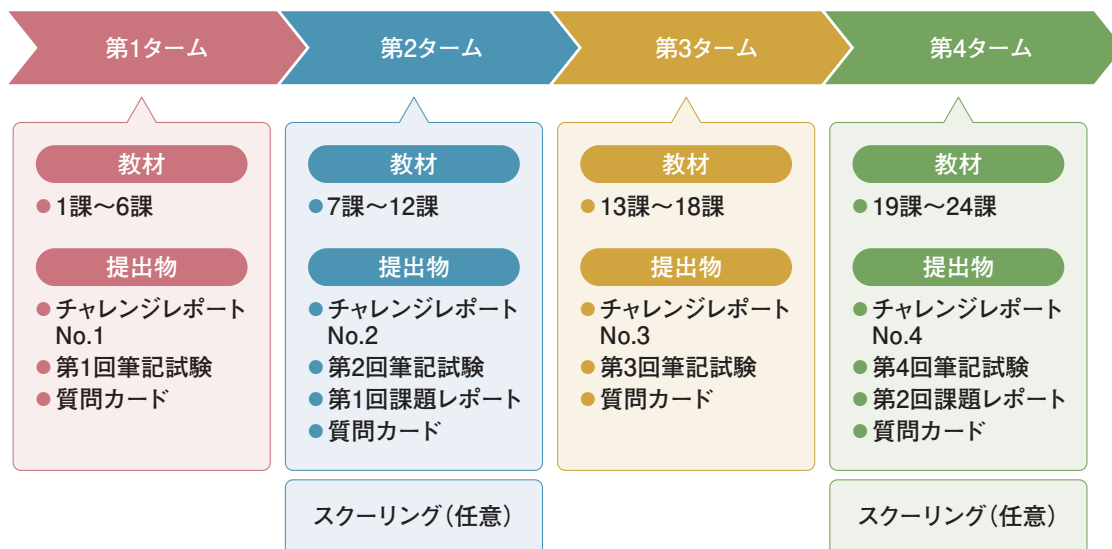 第1ターム
第2ターム
第3ターム
第4ターム
教材
● 1課〜6課
提出物
● チャレンジレポート
No.1
● 第1回筆記試験
● 質問カード
教材
● 7課〜12課
提出物
● チャレンジレポート
No.2
● 第2回筆記試験
● 第1回課題レポート
● 質問カード
スクーリング（任意）
教材
● 13課〜18課
提出物
● チャレンジレポート
No.3
● 第3回筆記試験
● 質問カード
教材
● 19課〜24課
提出物
● チャレンジレポート
No.4
● 第4回筆記試験
● 第2回課題レポート
● 質問カード
スクーリング（任意）